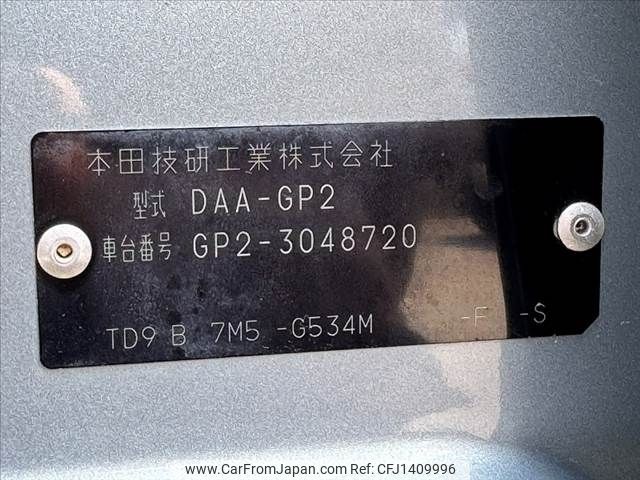 本田技研工業株式会社
型式 DAA-GP2
車台番号 GP2-3048720
TD9 B 7M5 -G534M -F -S
www.CarFromJapan.com CFJ1409996